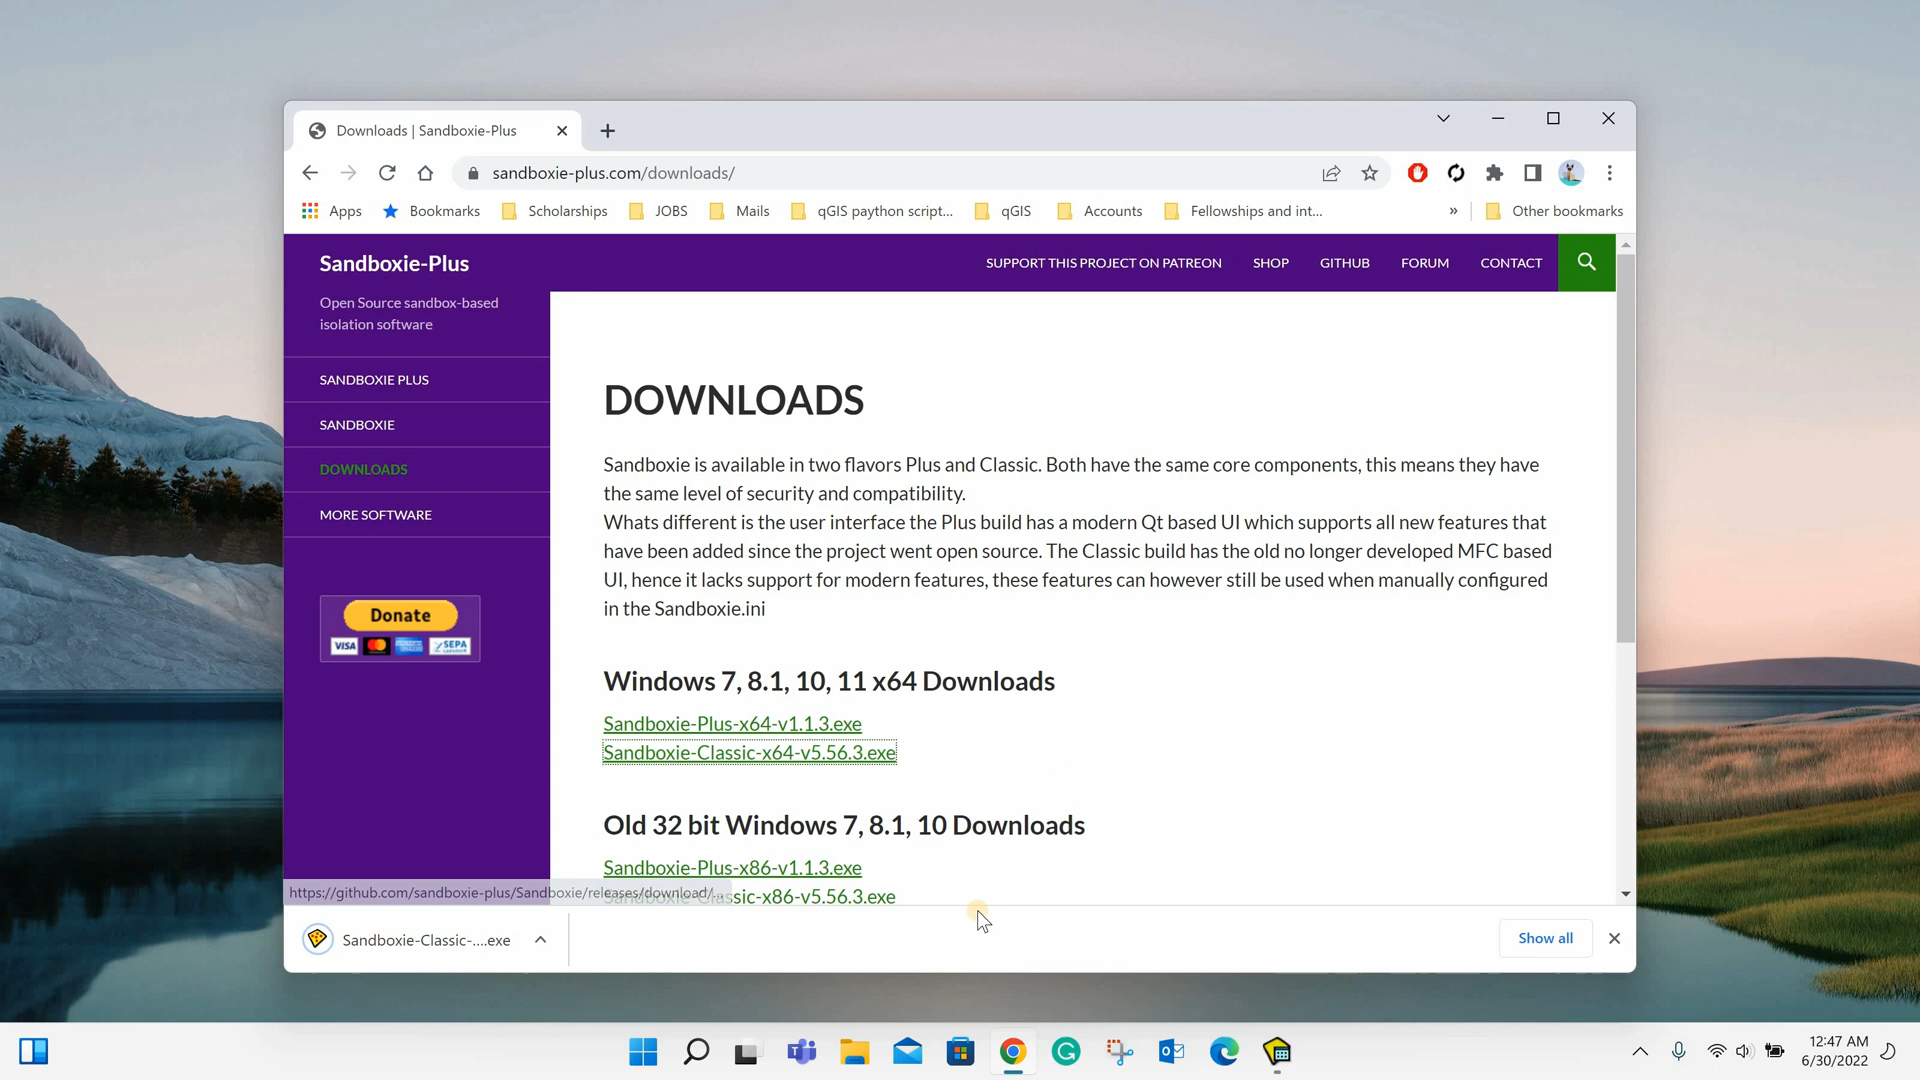 Downloads | Sandboxie-Plus
sandboxie-plus.com/downloads/
Apps
Bookmarks
Scholarships
JOBS
Mails
qGIS paython script...
qGIS
Accounts
Fellowships and int...
»
Other bookmarks
Sandboxie-Plus
SUPPORT THIS PROJECT ON PATREON
SHOP
GITHUB
FORUM
CONTACT
Open Source sandbox-based
isolation software
SANDBOXIE PLUS
SANDBOXIE
DOWNLOADS
MORE SOFTWARE
Donate
VISA
SEPA
DOWNLOADS
Sandboxie is available in two flavors Plus and Classic. Both have the same core components, this means they have
the same level of security and compatibility.
Whats different is the user interface the Plus build has a modern Qt based UI which supports all new features that
have been added since the project went open source. The Classic build has the old no longer developed MFC based
UI, hence it lacks support for modern features, these features can however still be used when manually configured
in the Sandboxie.ini
Windows 7, 8.1, 10, 11 x64 Downloads
Sandboxie-Plus-x64-v1.1.3.exe
Sandboxie-Classic-x64-v5.56.3.exe
Old 32 bit Windows 7, 8.1, 10 Downloads
Sandboxie-Plus-x86-v1.1.3.exe
Sandboxie-Classic-x86-v5.56.3.exe
https://github.com/sandboxie-plus/Sandboxie/releases/download/...
Sandboxie-Classic-....exe
Show all
12:47 AM
6/30/2022